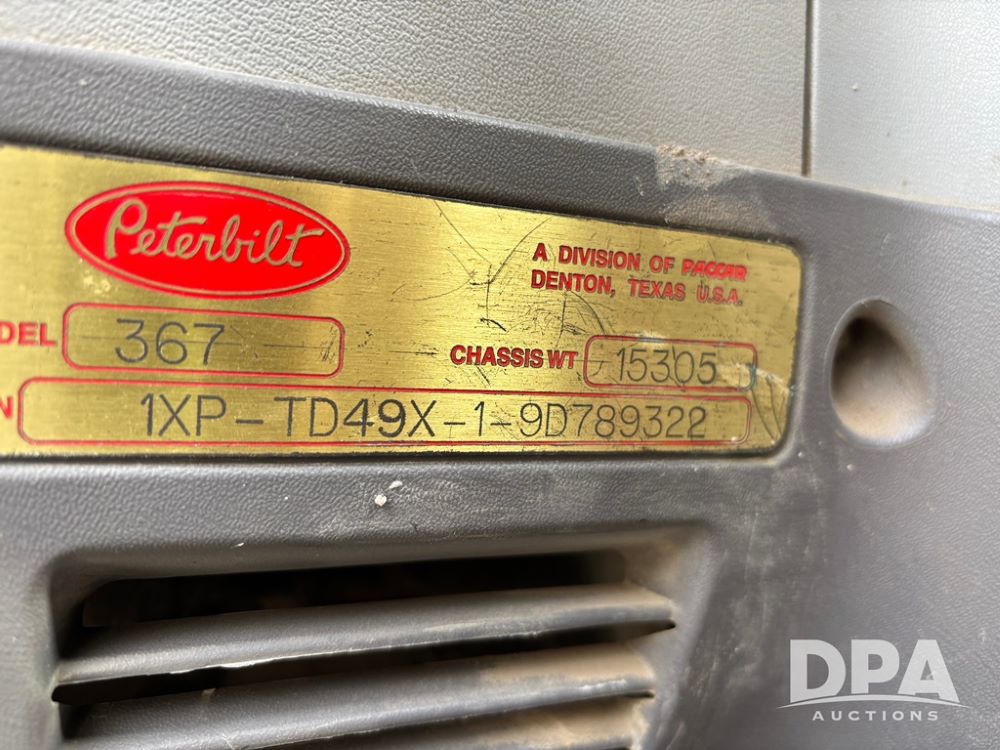 Peterbilt
A DIVISION OF PACCAR
DENTON, TEXAS U.S.A.
DEL 367
CHASSIS WT 15305
N 1XP-TD49X-1-9D789322
DPA
AUCTIONS